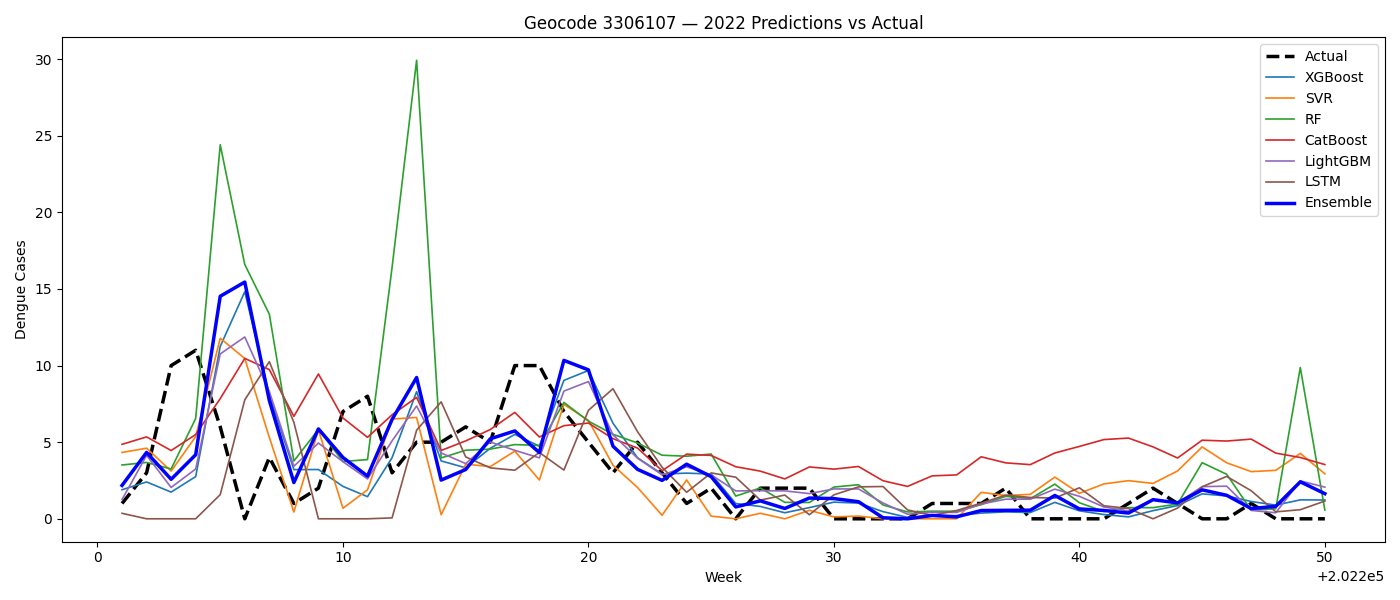 Geocode 3306107 — 2022 Predictions vs Actual
30
25
20
15
10
5
0
Dengue Cases
Actual
XGBoost
SVR
RF
CatBoost
LightGBM
LSTM
Ensemble
0 10 20 30 40 50
Week
+2.022e5